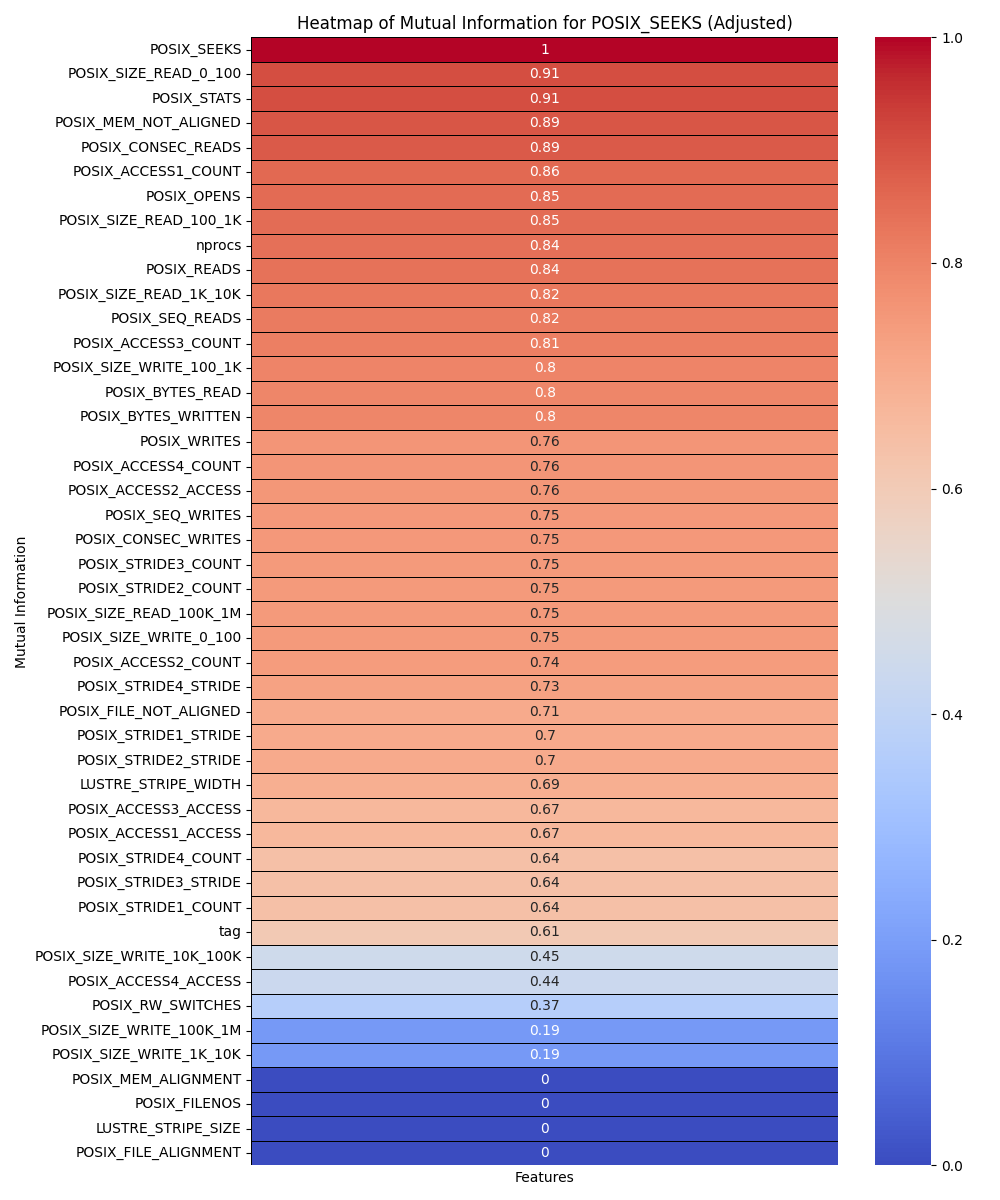 Heatmap of Mutual Information for POSIX_SEEKS (Adjusted)
POSIX_SEEKS 1
POSIX_SIZE_READ_0_100 0.91
POSIX_STATS 0.91
POSIX_MEM_NOT_ALIGNED 0.89
POSIX_CONSEC_READS 0.89
POSIX_ACCESS1_COUNT 0.86
POSIX_OPENS 0.85
POSIX_SIZE_READ_100_1K 0.85
nprocs 0.84
POSIX_READS 0.84
POSIX_SIZE_READ_1K_10K 0.82
POSIX_SEQ_READS 0.82
POSIX_ACCESS3_COUNT 0.81
POSIX_SIZE_WRITE_100_1K 0.8
POSIX_BYTES_READ 0.8
POSIX_BYTES_WRITTEN 0.8
POSIX_WRITES 0.76
POSIX_ACCESS4_COUNT 0.76
POSIX_ACCESS2_ACCESS 0.76
POSIX_SEQ_WRITES 0.75
POSIX_CONSEC_WRITES 0.75
POSIX_STRIDE3_COUNT 0.75
POSIX_STRIDE2_COUNT 0.75
POSIX_SIZE_READ_100K_1M 0.75
POSIX_SIZE_WRITE_0_100 0.75
POSIX_ACCESS2_COUNT 0.74
POSIX_STRIDE4_STRIDE 0.73
POSIX_FILE_NOT_ALIGNED 0.71
POSIX_STRIDE1_STRIDE 0.7
POSIX_STRIDE2_STRIDE 0.7
LUSTRE_STRIPE_WIDTH 0.69
POSIX_ACCESS3_ACCESS 0.67
POSIX_ACCESS1_ACCESS 0.67
POSIX_STRIDE4_COUNT 0.64
POSIX_STRIDE3_STRIDE 0.64
POSIX_STRIDE1_COUNT 0.64
tag 0.61
POSIX_SIZE_WRITE_10K_100K 0.45
POSIX_ACCESS4_ACCESS 0.44
POSIX_RW_SWITCHES 0.37
POSIX_SIZE_WRITE_100K_1M 0.19
POSIX_SIZE_WRITE_1K_10K 0.19
POSIX_MEM_ALIGNMENT 0
POSIX_FILENOS 0
LUSTRE_STRIPE_SIZE 0
POSIX_FILE_ALIGNMENT 0
Mutual Information
Features
1.0
0.8
0.6
0.4
0.2
0.0